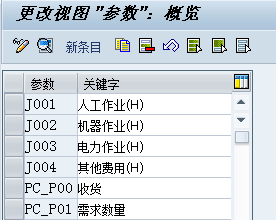 更改视图 "参数": 概览
新条目
参数 关键字
J001 人工作业(H)
J002 机器作业(H)
J003 电力作业(H)
J004 其他费用(H)
PC_P00 收货
PC_P01 需求数量